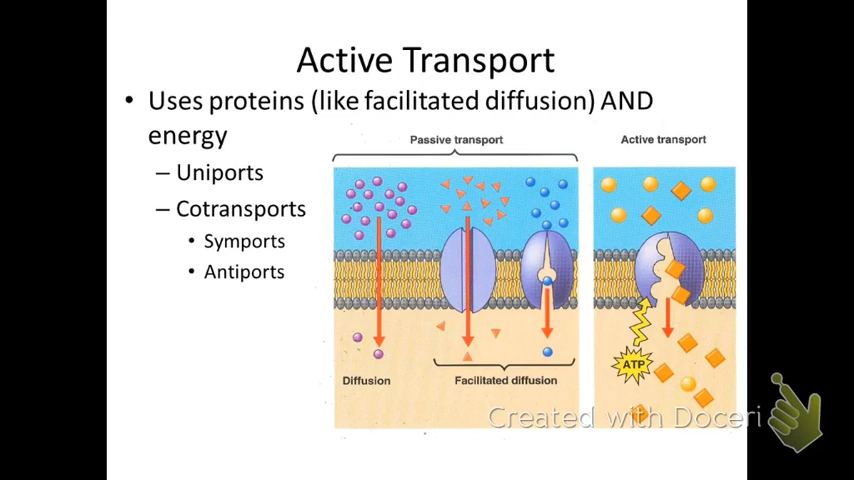 Active Transport
• Uses proteins (like facilitated diffusion) AND
energy
– Uniports
– Cotransports
• Symports
• Antiports
Passive transport
Active transport
ATP
Diffusion
Facilitated diffusion
Created with Doceri